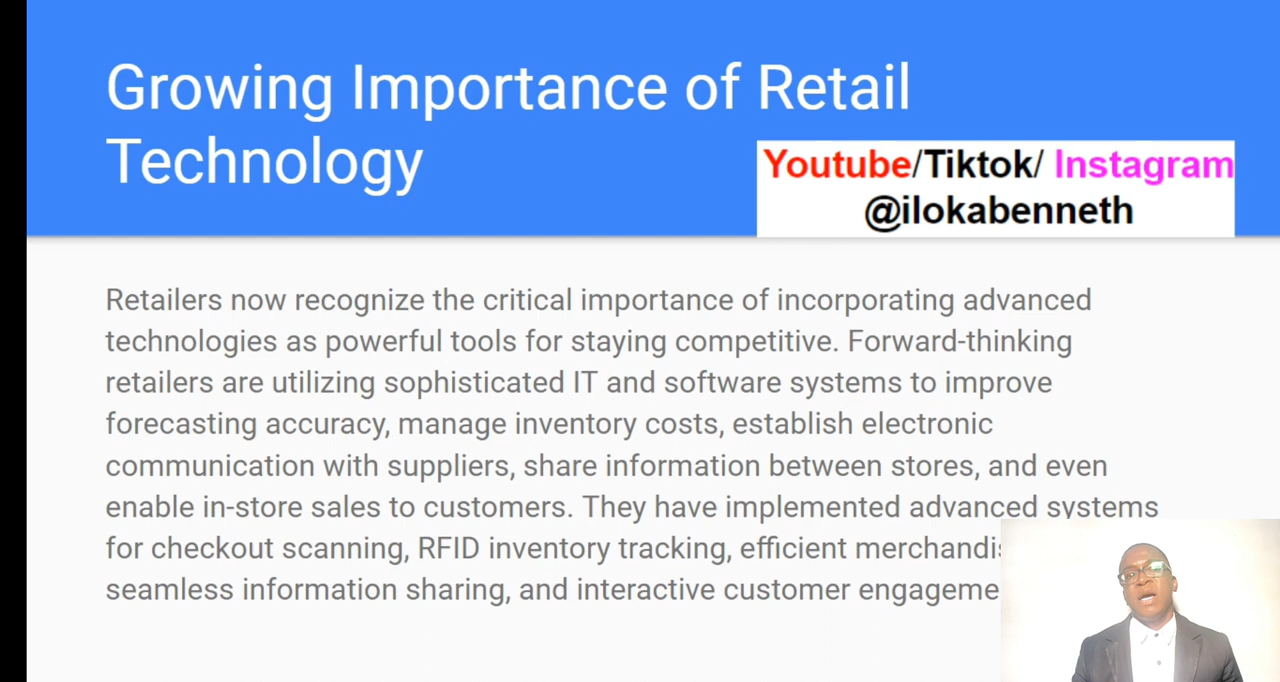 Growing Importance of Retail
Technology
Youtube/Tiktok/ Instagram
@ilokabenneth
Retailers now recognize the critical importance of incorporating advanced
technologies as powerful tools for staying competitive. Forward-thinking
retailers are utilizing sophisticated IT and software systems to improve
forecasting accuracy, manage inventory costs, establish electronic
communication with suppliers, share information between stores, and even
enable in-store sales to customers. They have implemented advanced systems
for checkout scanning, RFID inventory tracking, efficient
seamless information sharing, and interactive customer